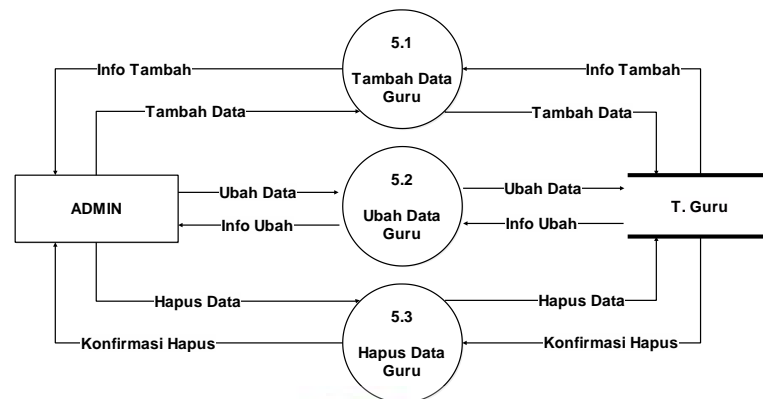 5.1
Tambah Data
Guru
Info Tambah
Info Tambah
Tambah Data
Tambah Data
ADMIN
Ubah Data
Info Ubah
5.2
Ubah Data
Guru
Ubah Data
Info Ubah
T. Guru
Hapus Data
Konfirmasi Hapus
5.3
Hapus Data
Guru
Hapus Data
Konfirmasi Hapus